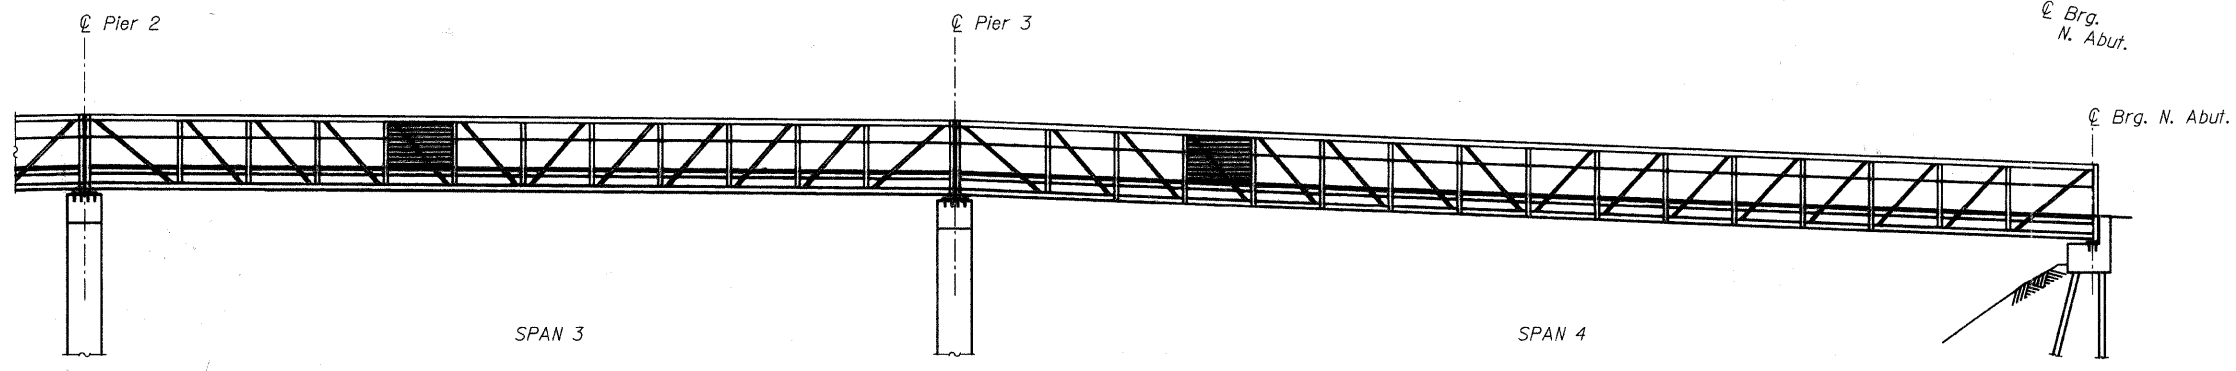 ℄ Pier 2
℄ Pier 3
℄ Brg.
N. Abut.
℄ Brg. N. Abut.
SPAN 3
SPAN 4